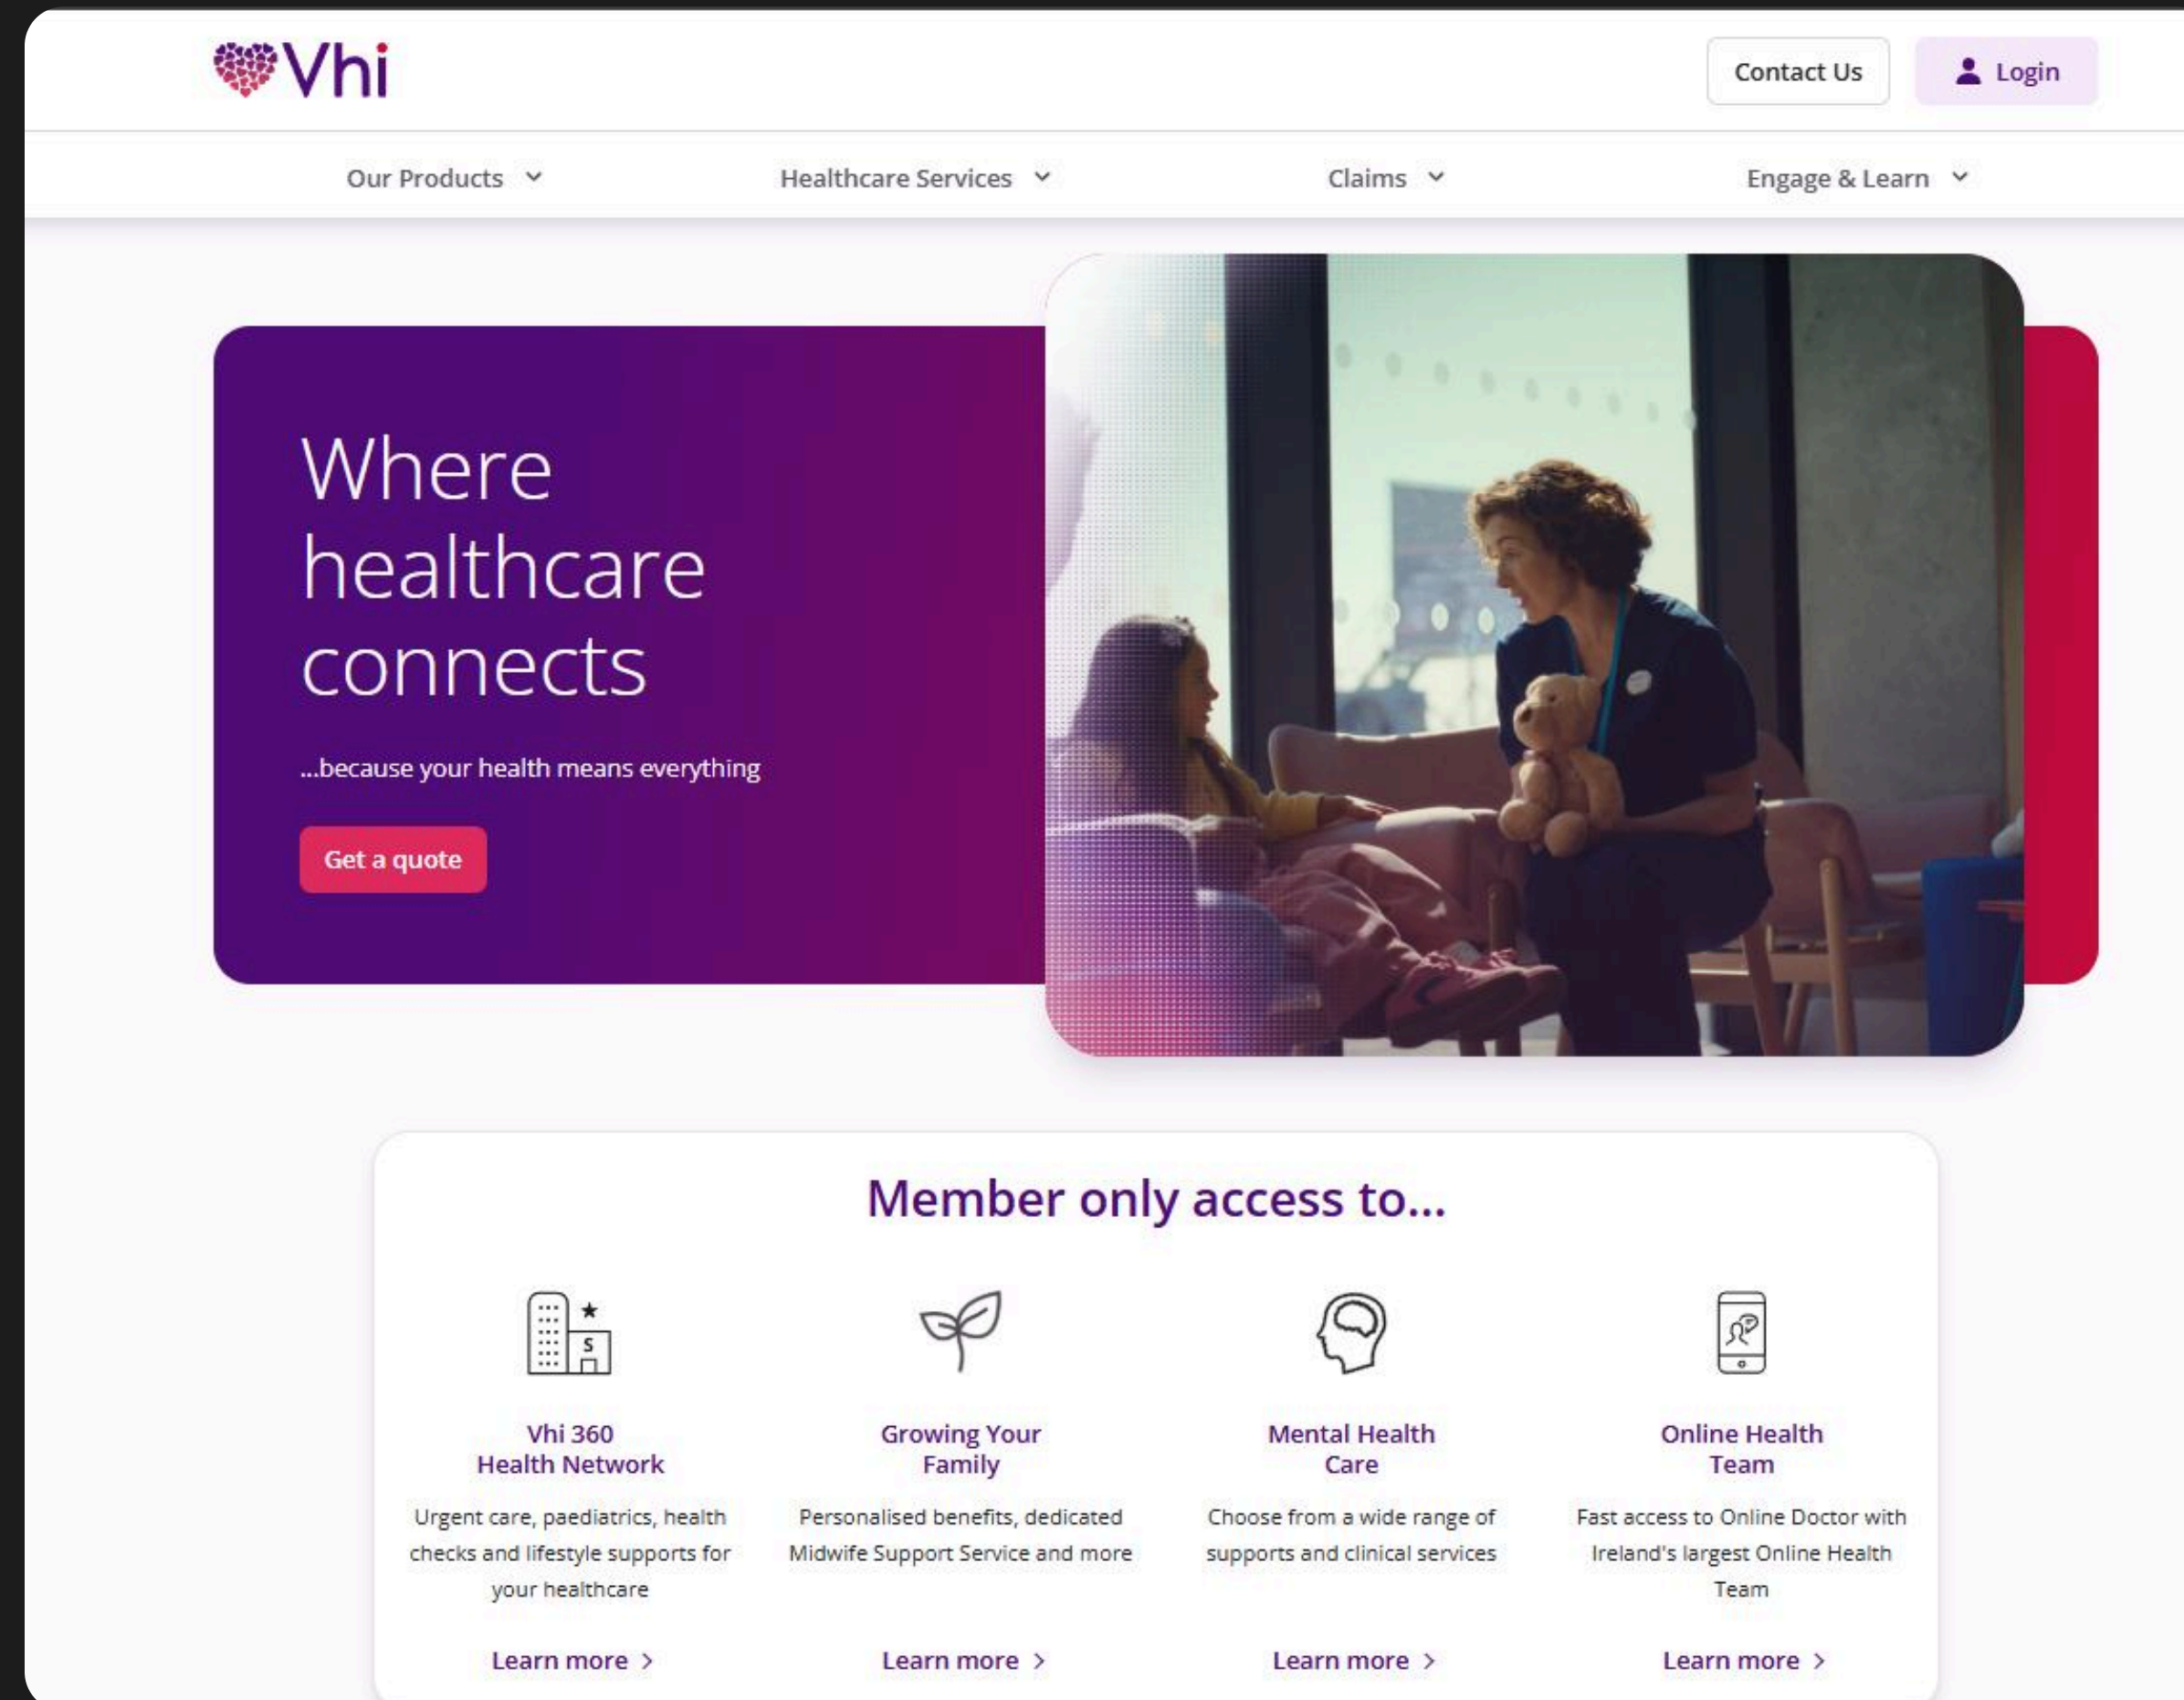 Vhi
Contact Us
Login
Our Products
Healthcare Services
Claims
Engage & Learn
Where
healthcare
connects
...because your health means everything
Get a quote
Member only access to...
S
Vhi 360
Health Network
Urgent care, paediatrics, health
checks and lifestyle supports for
your healthcare
Learn more
Growing Your
Family
Personalised benefits, dedicated
Midwife Support Service and more
Learn more
Mental Health
Care
Choose from a wide range of
supports and clinical services
Learn more
Online Health
Team
Fast access to Online Doctor with
Ireland's largest Online Health
Team
Learn more